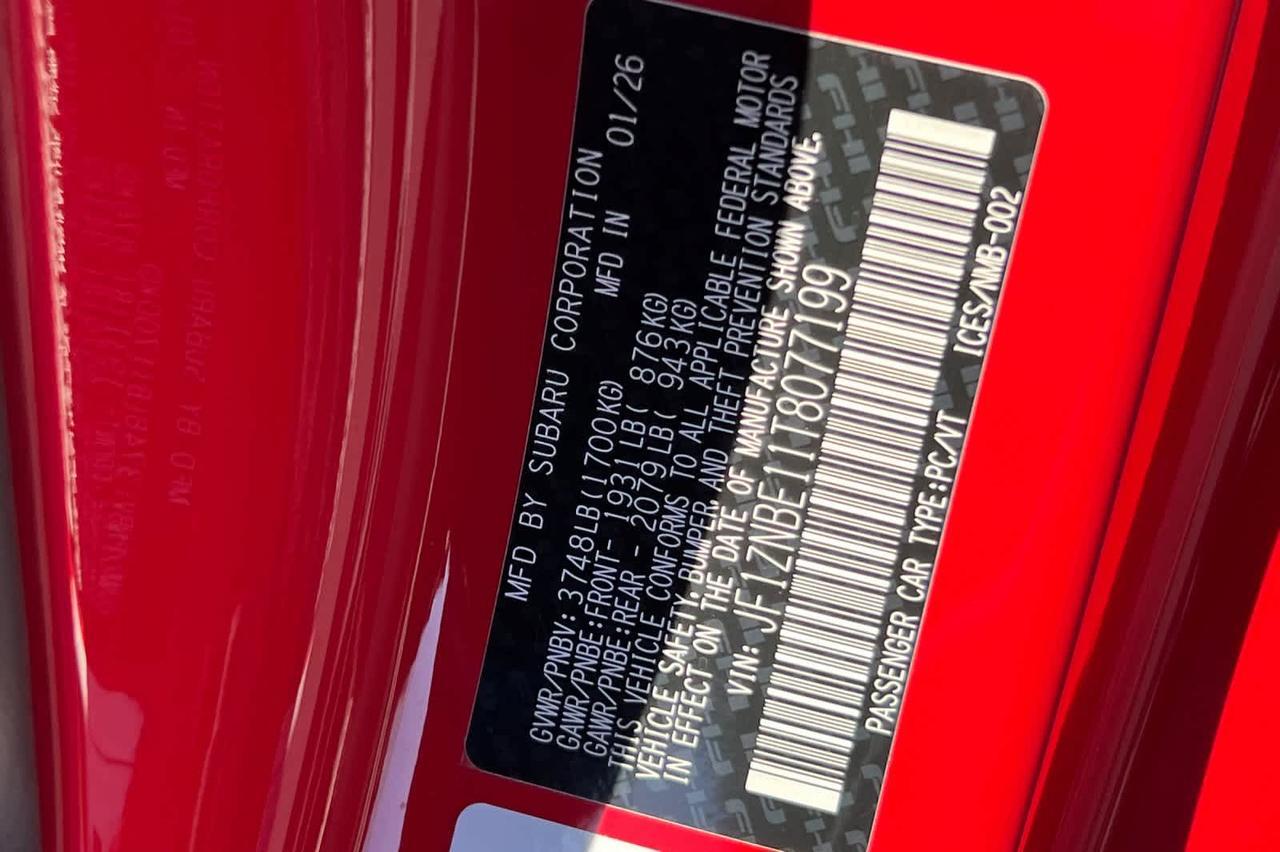 MFD BY SUBARU CORPORATION
MFD IN 01/26
GVWR/PNBV: 3748LB(1700KG)
GAWR/PNBE:FRONT- 1931LB( 876KG)
GAWR/PNBE:REAR - 2079LB( 943KG)
THIS VEHICLE CONFORMS TO ALL APPLICABLE FEDERAL MOTOR
VEHICLE SAFETY,BUMPER AND THEFT PREVENTION STANDARDS
IN EFFECT ON THE DATE OF MANUFACTURE SHOWN ABOVE.
VIN: JF1ZNBE11T8077199
PASSENGER CAR TYPE:PC/VT ICES/NMB-002